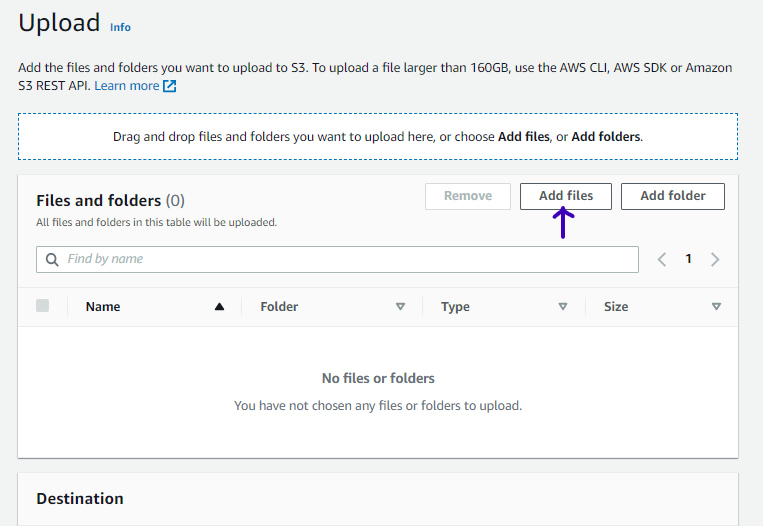 Upload Info
Add the files and folders you want to upload to S3. To upload a file larger than 160GB, use the AWS CLI, AWS SDK or Amazon
S3 REST API. Learn more
Drag and drop files and folders you want to upload here, or choose Add files, or Add folders.
Files and folders (0)
Remove
Add files
Add folder
All files and folders in this table will be uploaded.
Find by name
1
Name
Folder
Type
Size
No files or folders
You have not chosen any files or folders to upload.
Destination